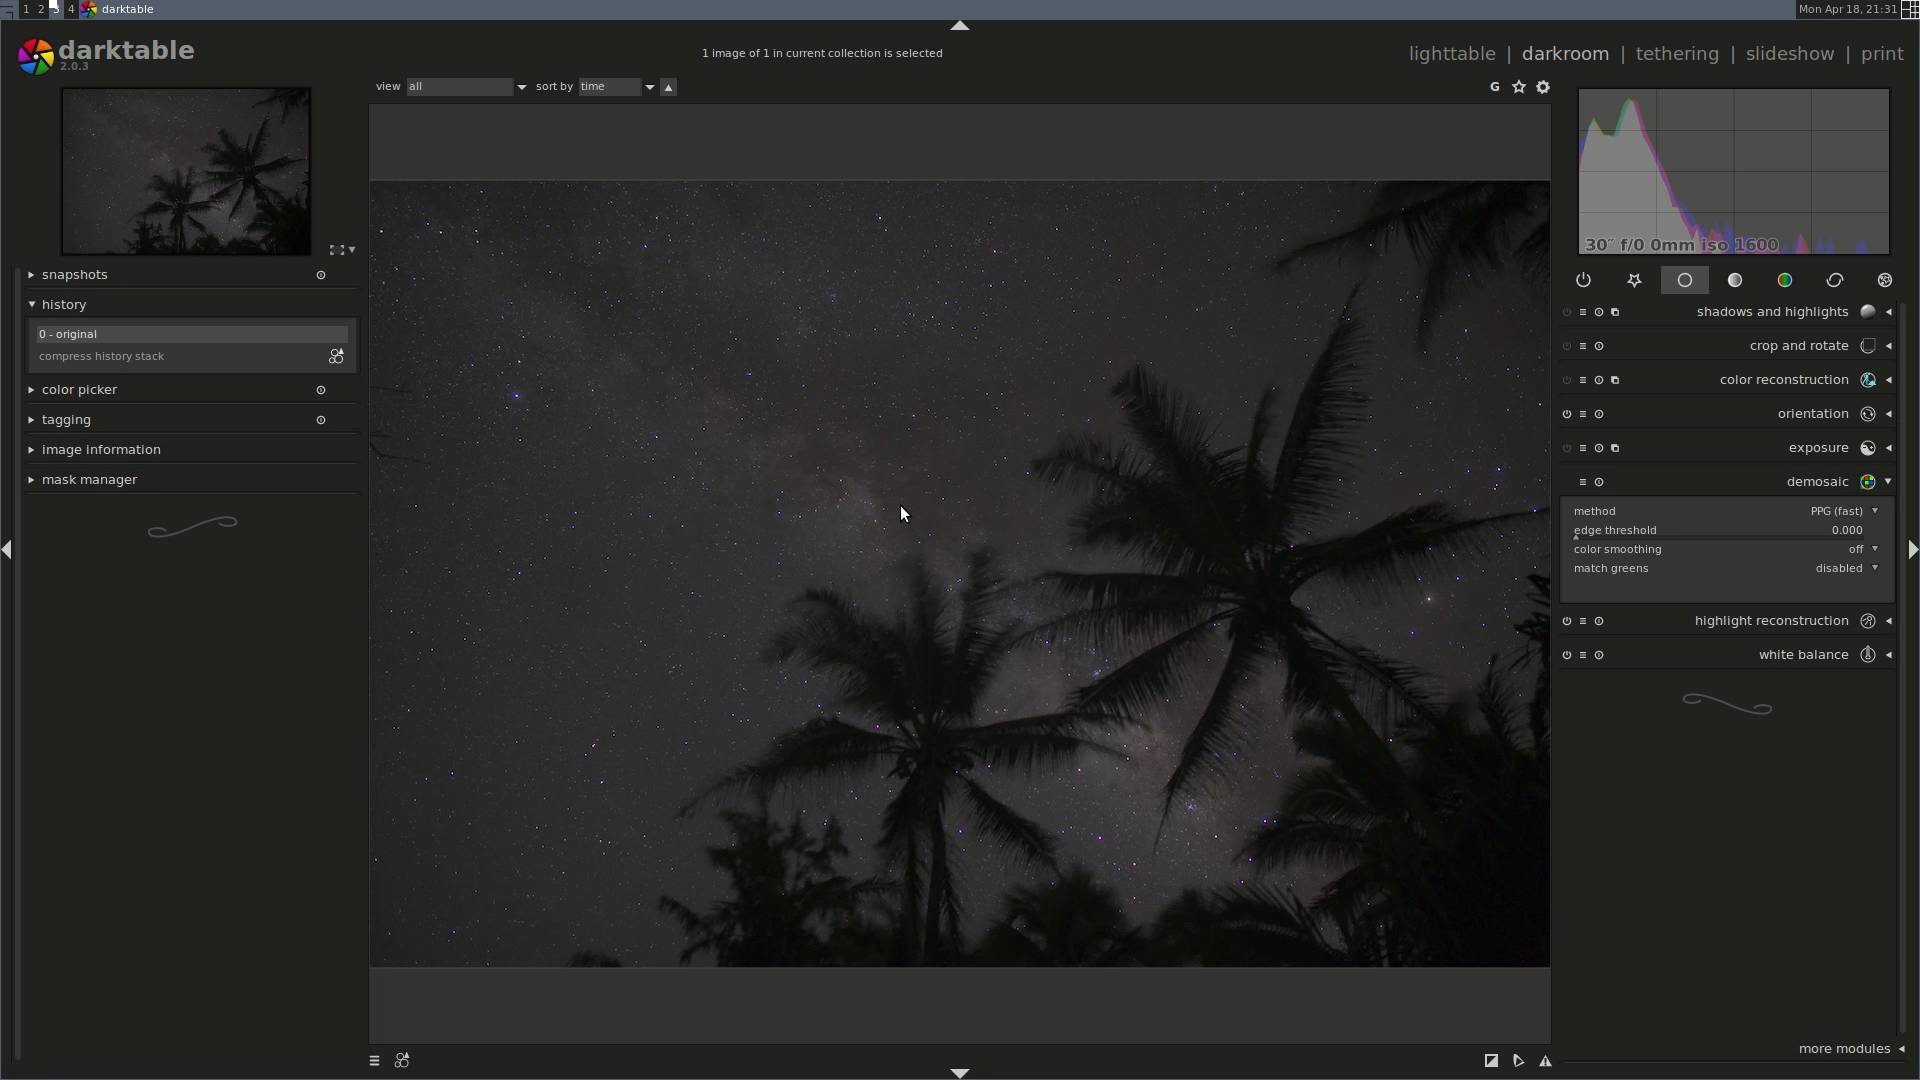 1 2 3 4 darktable
Mon Apr 18, 21:31
darktable
2.0.3
1 image of 1 in current collection is selected
lighttable | darkroom | tethering | slideshow | print
view all sort by time
G
snapshots
history
0 - original
compress history stack
color picker
tagging
image information
mask manager
30" f/0 0mm iso 1600
shadows and highlights
crop and rotate
color reconstruction
orientation
exposure
demosaic
method PPG (fast)
edge threshold 0.000
color smoothing off
match greens disabled
highlight reconstruction
white balance
more modules